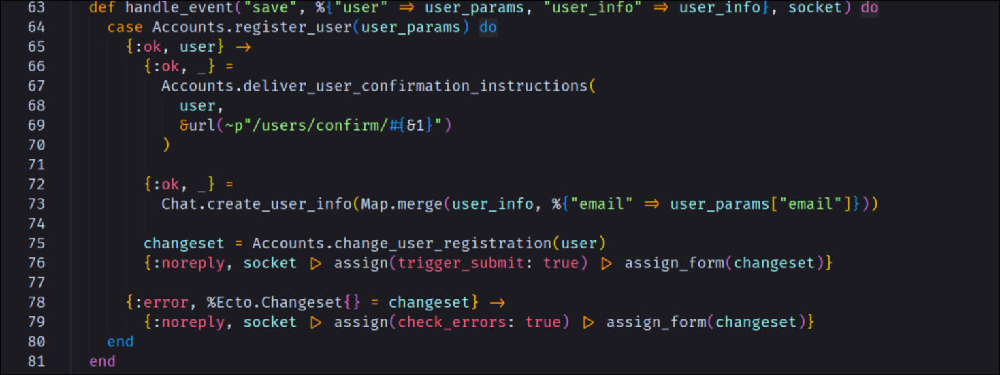 63 def handle_event("save", %{"user" => user_params, "user_info" => user_info}, socket) do
64 case Accounts.register_user(user_params) do
65 {:ok, user} ->
66 {:ok, _} =
67 Accounts.deliver_user_confirmation_instructions(
68 user,
69 &url(~p"/users/confirm/#{&1}")
70 )
71
72 {:ok, _} =
73 Chat.create_user_info(Map.merge(user_info, %{"email" => user_params["email"]}))
74
75 changeset = Accounts.change_user_registration(user)
76 {:noreply, socket |> assign(trigger_submit: true) |> assign_form(changeset)}
77
78 {:error, %Ecto.Changeset{} = changeset} ->
79 {:noreply, socket |> assign(check_errors: true) |> assign_form(changeset)}
80 end
81 end